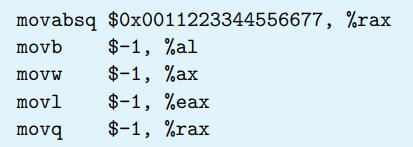 movabsq $0x0011223344556677, %rax
movb $-1, %al
movw $-1, %ax
movl $-1, %eax
movq $-1, %rax